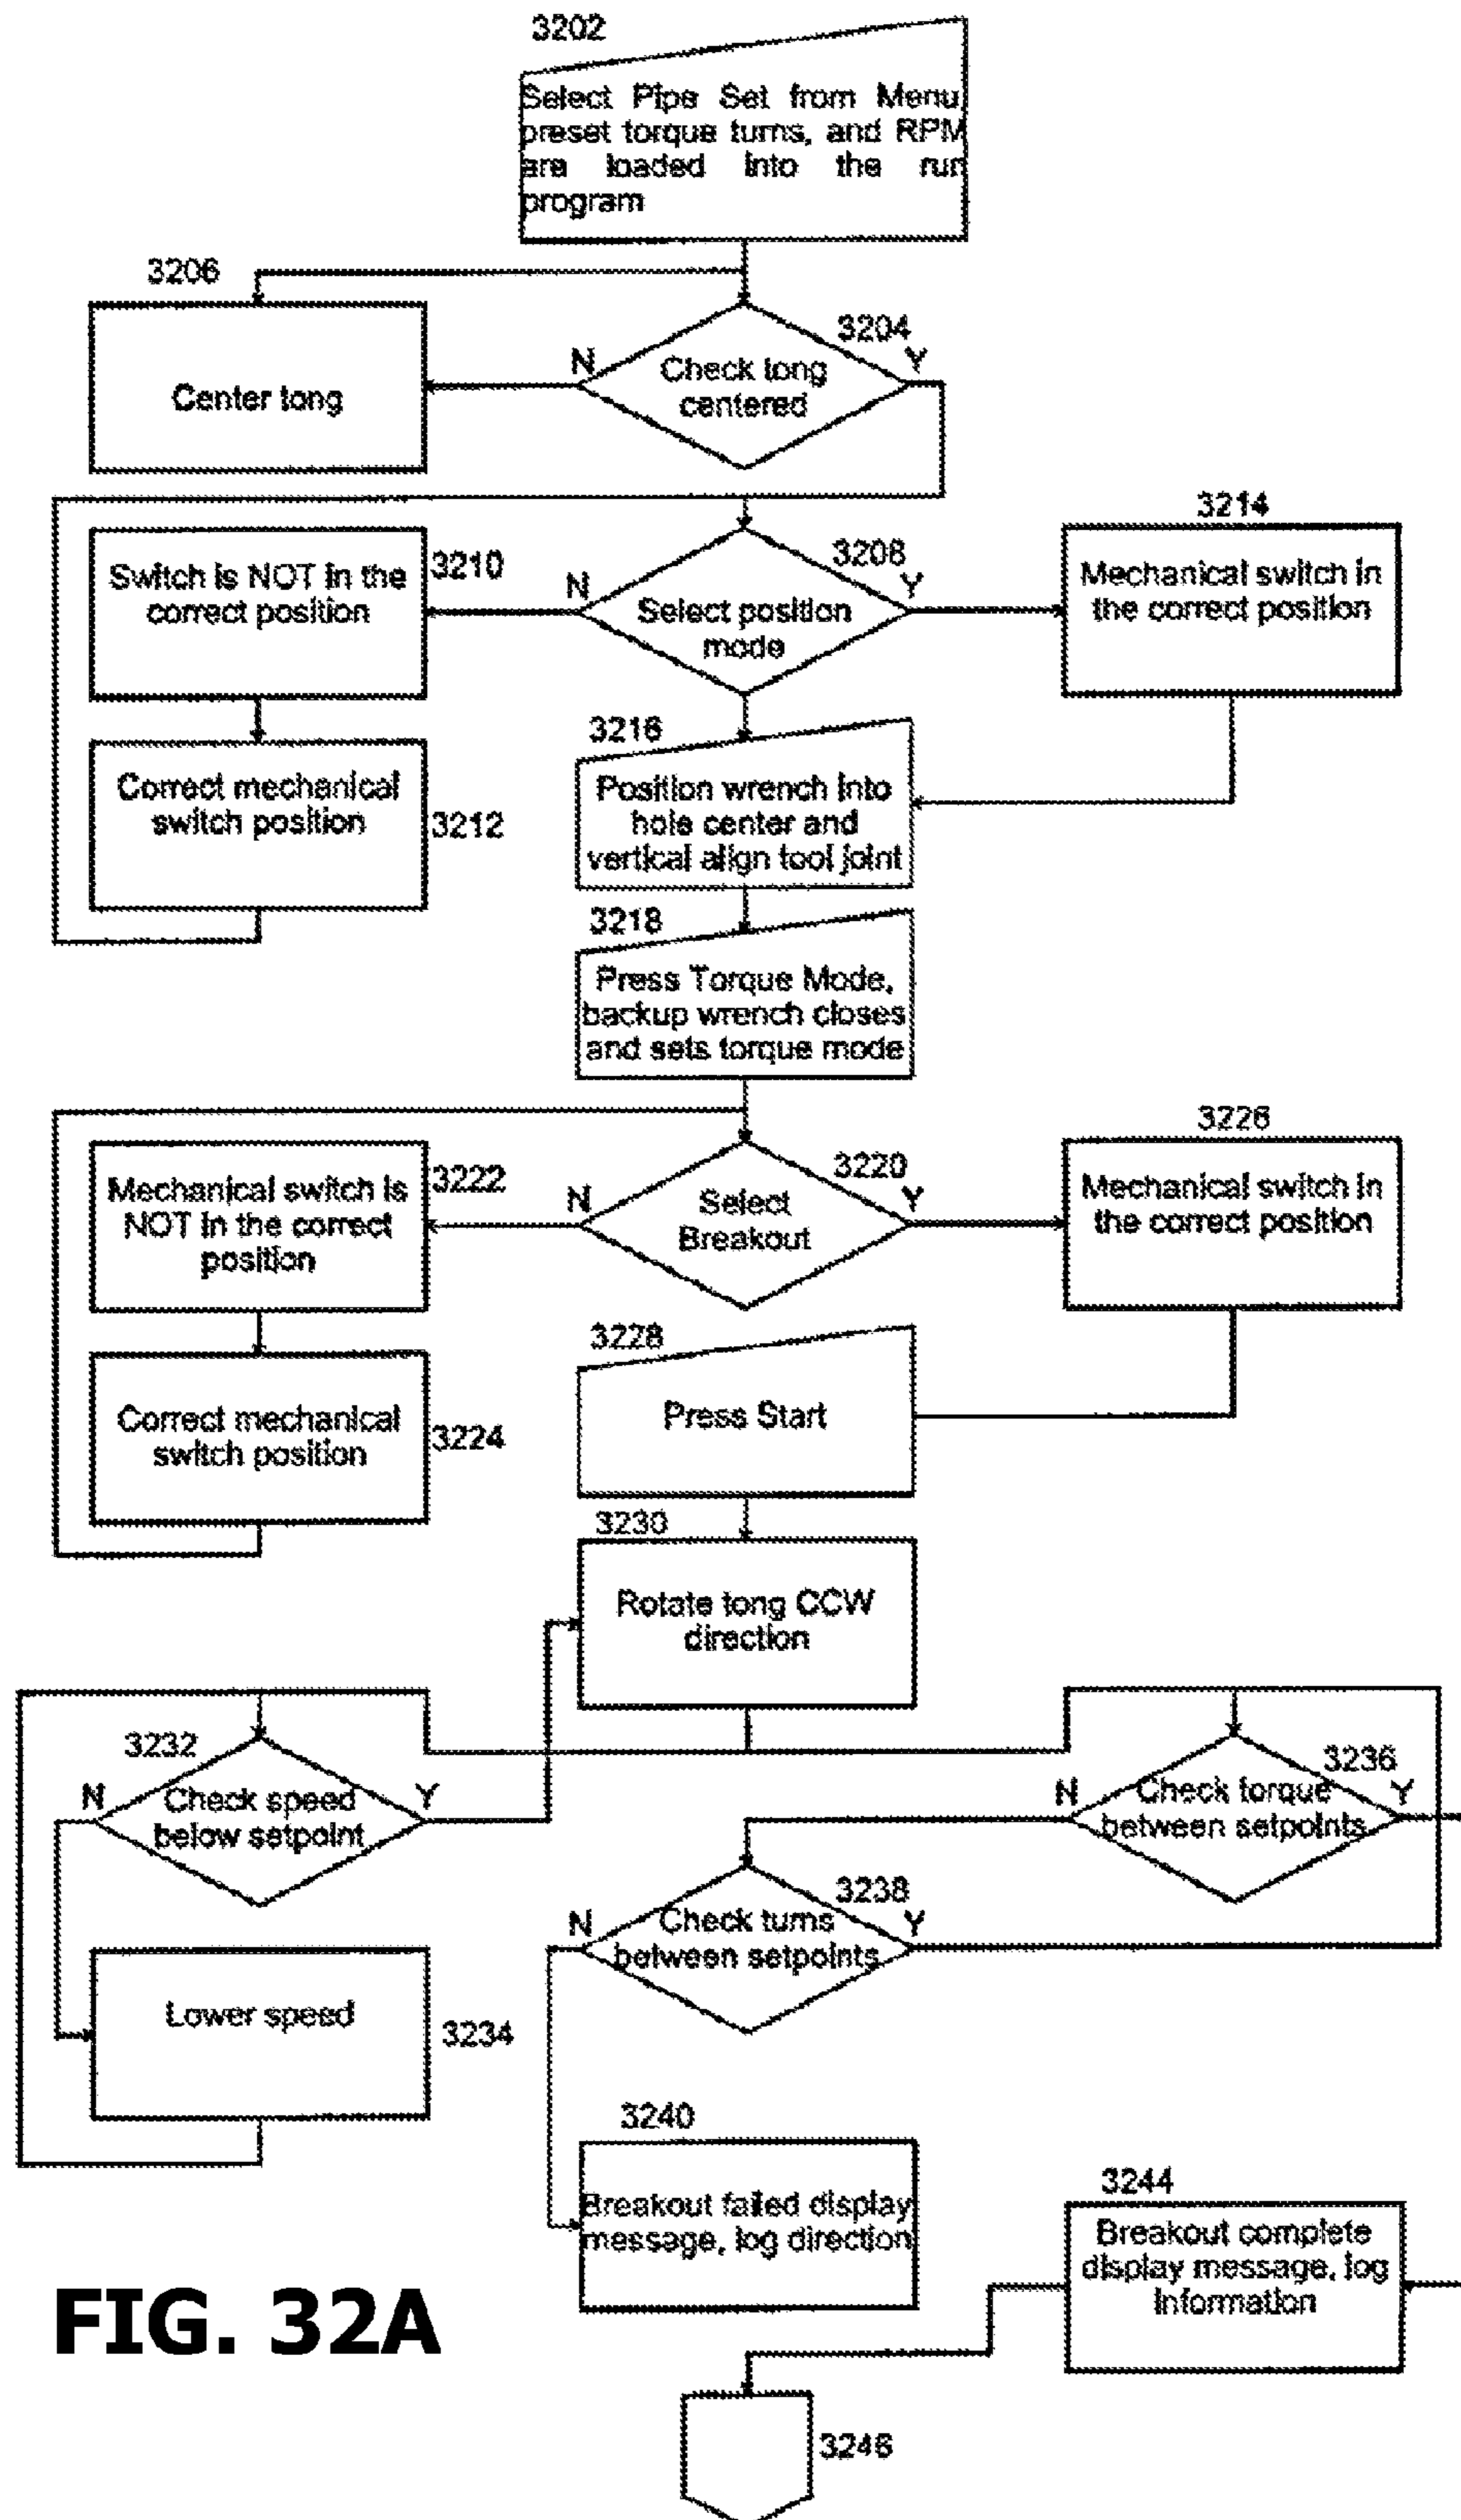 3202
Select Pipe Set from Menu,
preset torque turns, and RPM
are loaded into the run
program
3206
Center tong
3204
N
Y
Check tong
centered
3210
Switch is NOT in the
correct position
3208
N
Y
Select position
mode
3214
Mechanical switch in
the correct position
3212
Correct mechanical
switch position
3216
Position wrench into
hole center and
vertical align tool joint
3218
Press Torque Mode,
backup wrench closes
and sets torque mode
3222
Mechanical switch is
NOT in the correct
position
3220
N
Y
Select
Breakout
3226
Mechanical switch in
the correct position
3224
Correct mechanical
switch position
3228
Press Start
3230
Rotate tong CCW
direction
3232
N
Y
Check speed
below setpoint
3236
N
Y
Check torque
between setpoints
3238
N
Y
Check turns
between setpoints
3234
Lower speed
3240
Breakout failed display
message, log direction
3244
Breakout complete
display message, log
information
FIG. 32A
3246